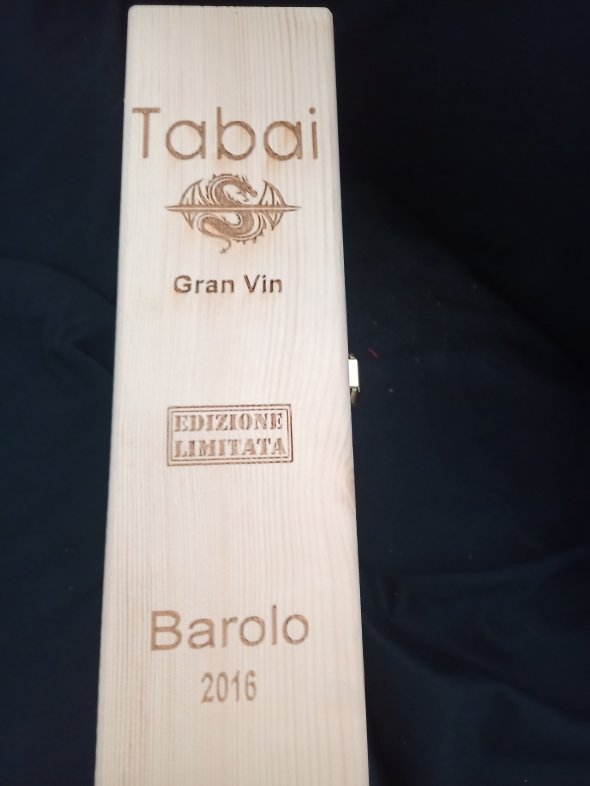 Tabai
Gran Vin
EDIZIONE
LIMITATA
Barolo
2016